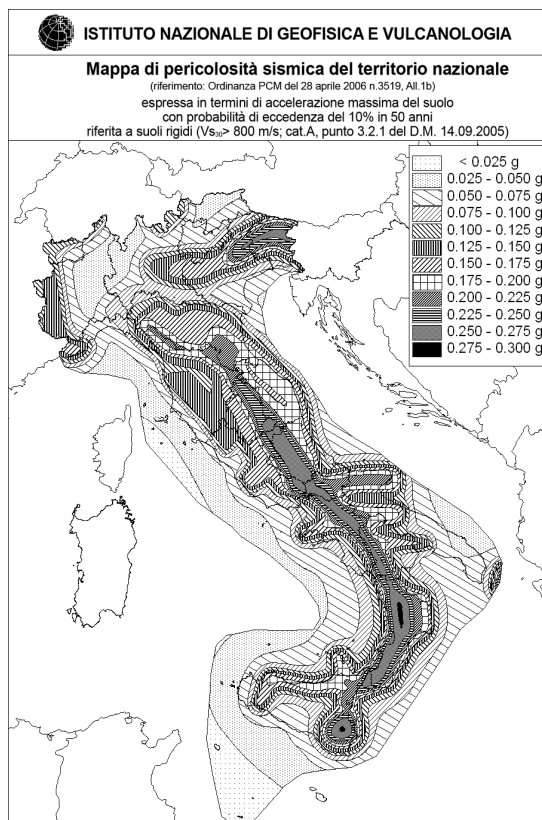 ISTITUTO NAZIONALE DI GEOFISICA E VULCANOLOGIA
Mappa di pericolosità sismica del territorio nazionale
(riferimento: Ordinanza PCM del 28 aprile 2006 n.3519, All.1b)
espressa in termini di accelerazione massima del suolo
con probabilità di eccedenza del 10% in 50 anni
riferita a suoli rigidi (Vs30> 800 m/s; cat.A, punto 3.2.1 del D.M. 14.09.2005)
< 0.025 g
0.025 - 0.050 g
0.050 - 0.075 g
0.075 - 0.100 g
0.100 - 0.125 g
0.125 - 0.150 g
0.150 - 0.175 g
0.175 - 0.200 g
0.200 - 0.225 g
0.225 - 0.250 g
0.250 - 0.275 g
0.275 - 0.300 g